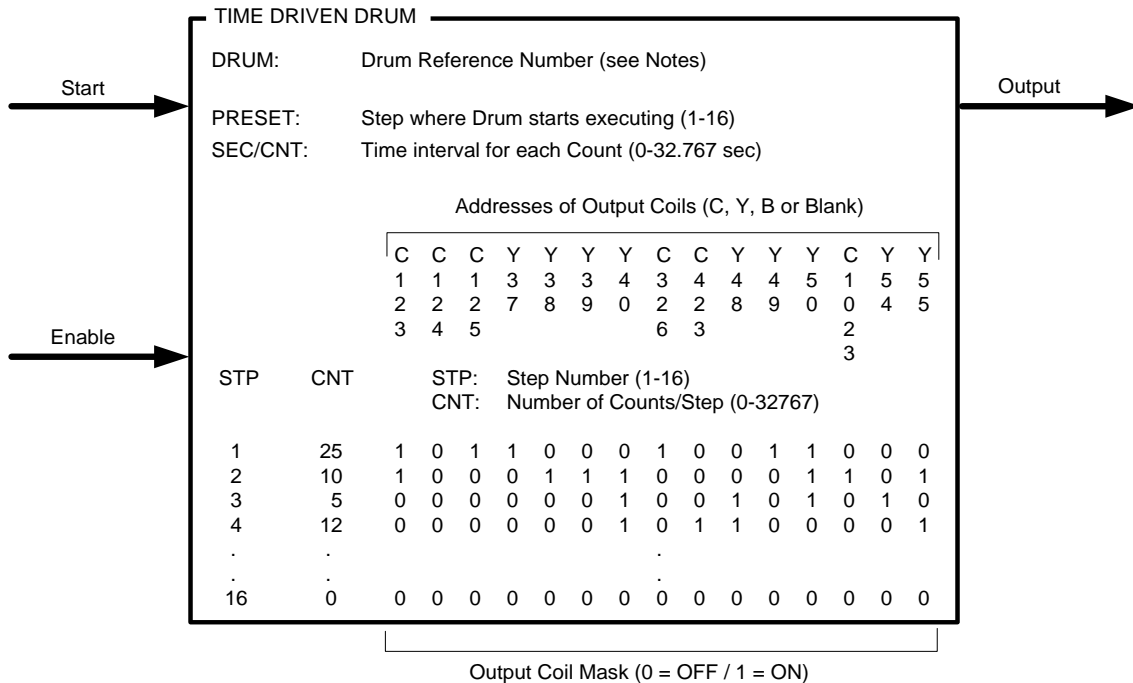 TIME DRIVEN DRUM
DRUM: Drum Reference Number (see Notes)
Start
Output
PRESET: Step where Drum starts executing (1-16)
SEC/CNT: Time interval for each Count (0-32.767 sec)
Addresses of Output Coils (C, Y, B or Blank)
C C C Y Y Y Y C C Y Y Y C Y Y
1 1 1 3 3 3 4 3 4 4 4 5 1 5 5
2 2 2 7 8 9 0 2 2 8 9 0 0 4 5
3 4 5 6 3 2
3
Enable
STP CNT STP: Step Number (1-16)
CNT: Number of Counts/Step (0-32767)
1 25 1 0 1 1 0 0 0 1 0 0 1 1 0 0 0
2 10 1 0 0 0 1 1 1 0 0 0 0 1 1 0 1
3 5 0 0 0 0 0 0 1 0 0 1 0 1 0 1 0
4 12 0 0 0 0 0 0 1 0 1 1 0 0 0 0 1
. . .
. . .
16 0 0 0 0 0 0 0 0 0 0 0 0 0 0 0 0
Output Coil Mask (0 = OFF / 1 = ON)